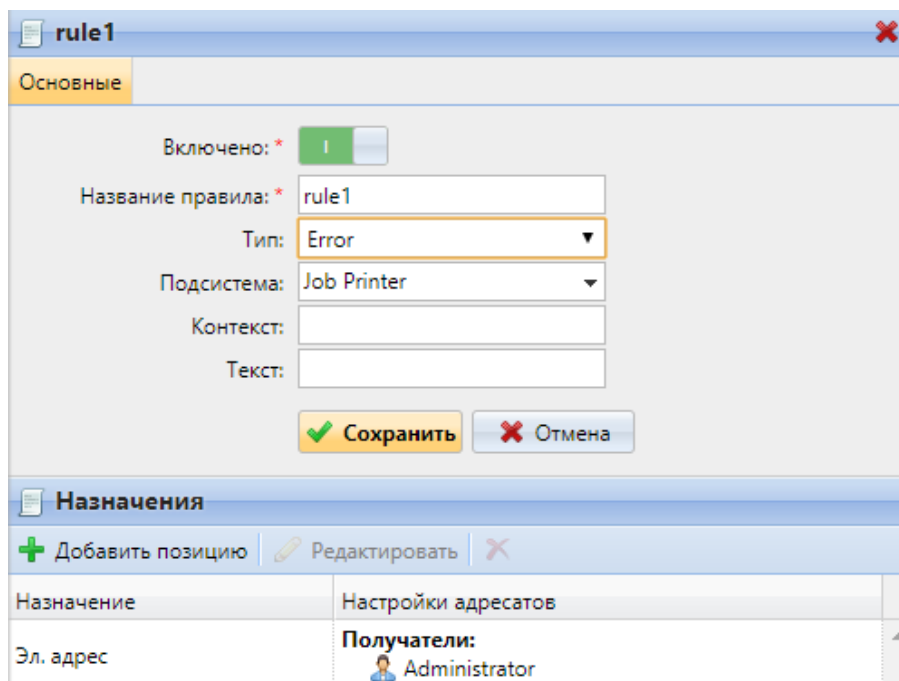 rule1
Основные
Включено: *
I
Название правила: * rule1
Тип: Error
Подсистема: Job Printer
Контекст:
Текст:
Сохранить Отмена
Назначения
Добавить позицию Редактировать
Назначение Настройки адресатов
Эл. адрес Получатели:
Administrator